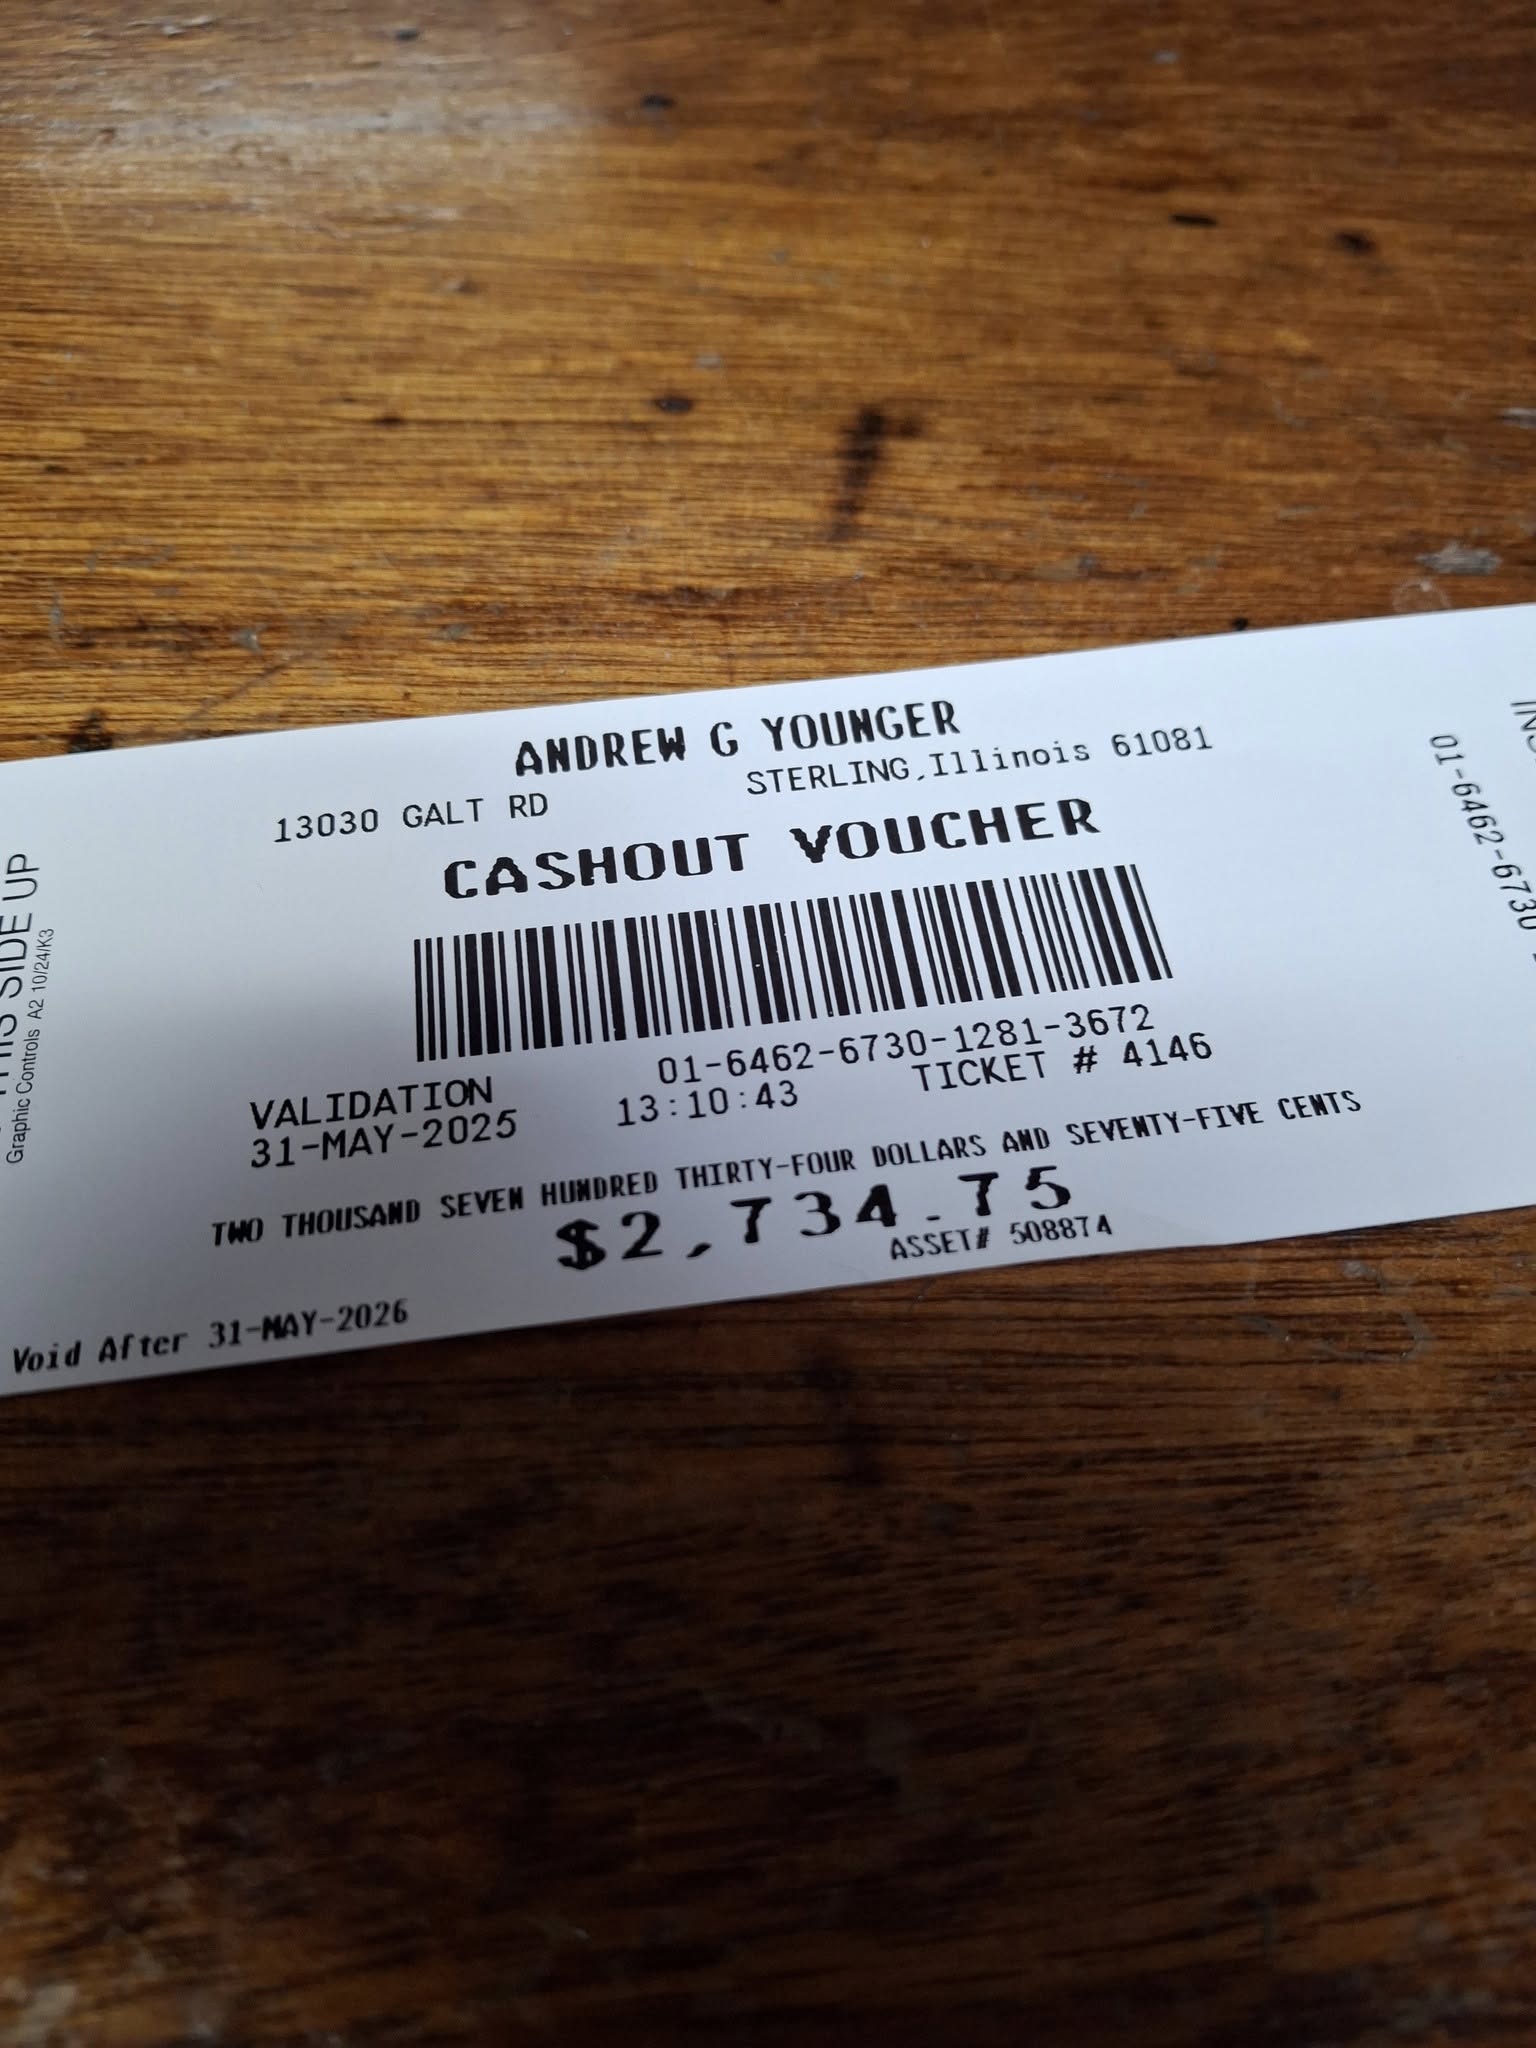 ANDREW G YOUNGER
13030 GALT RD STERLING,Illinois 61081
CASHOUT VOUCHER
VALIDATION 01-6462-6730-1281-3672
31-MAY-2025 13:10:43 TICKET # 4146
TWO THOUSAND SEVEN HUNDRED THIRTY-FOUR DOLLARS AND SEVENTY-FIVE CENTS
$2,734.75
ASSET# 508874
Void After 31-MAY-2026
THIS SIDE UP
Graphic Controls A2 10/24/K3
01-6462-6730